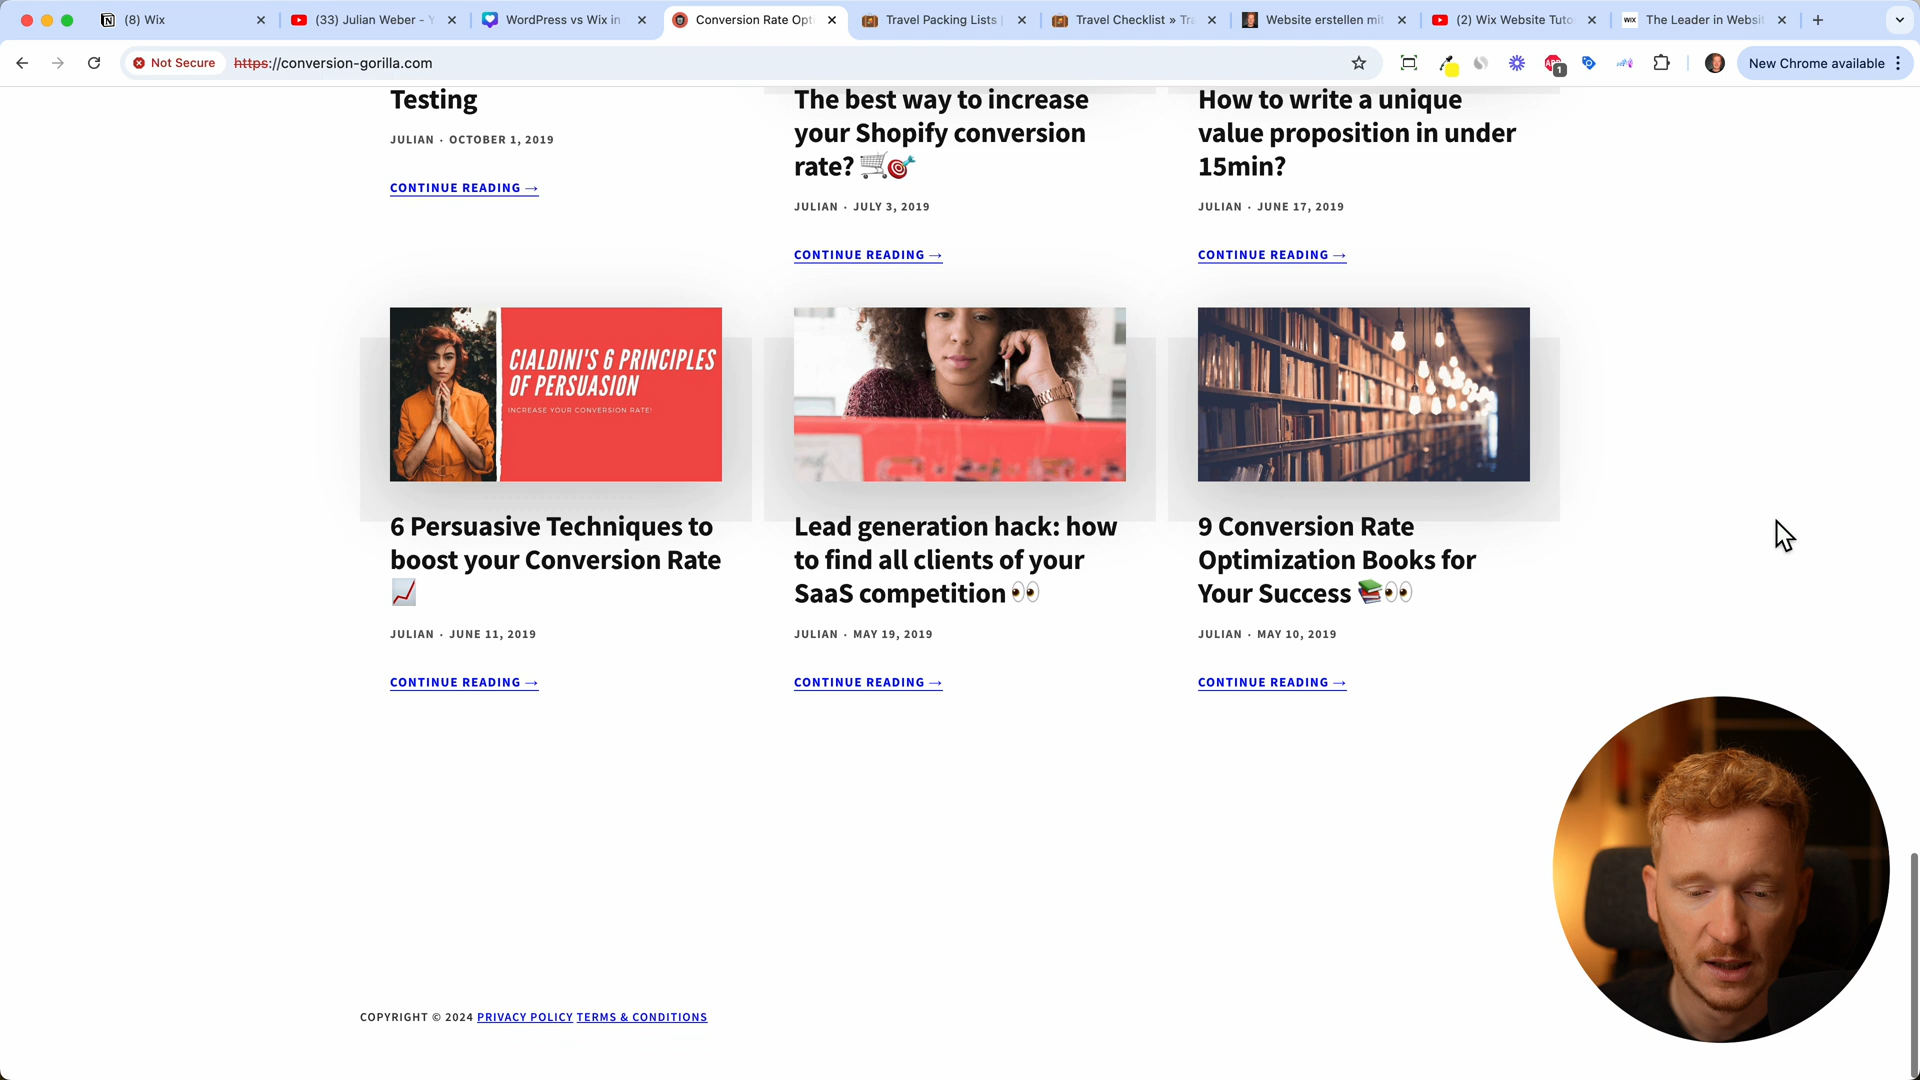 (8) Wix
(33) Julian Weber - Y
WordPress vs Wix in
Conversion Rate Opt
Travel Packing Lists |
Travel Checklist » Tra
Website erstellen mit
(2) Wix Website Tuto
WIX
The Leader in Websit
Not Secure
https://conversion-gorilla.com
1
New Chrome available
Testing
JULIAN · OCTOBER 1, 2019
CONTINUE READING →
The best way to increase
your Shopify conversion
rate? 🛒🎯
JULIAN · JULY 3, 2019
CONTINUE READING →
How to write a unique
value proposition in under
15min?
JULIAN · JUNE 17, 2019
CONTINUE READING →
CIALDINI'S 6 PRINCIPLES
OF PERSUASION
INCREASE YOUR CONVERSION RATE!
6 Persuasive Techniques to
boost your Conversion Rate
📈
JULIAN · JUNE 11, 2019
CONTINUE READING →
Lead generation hack: how
to find all clients of your
SaaS competition 👀
JULIAN · MAY 19, 2019
CONTINUE READING →
9 Conversion Rate
Optimization Books for
Your Success 📚👀
JULIAN · MAY 10, 2019
CONTINUE READING →
COPYRIGHT © 2024 PRIVACY POLICY TERMS & CONDITIONS